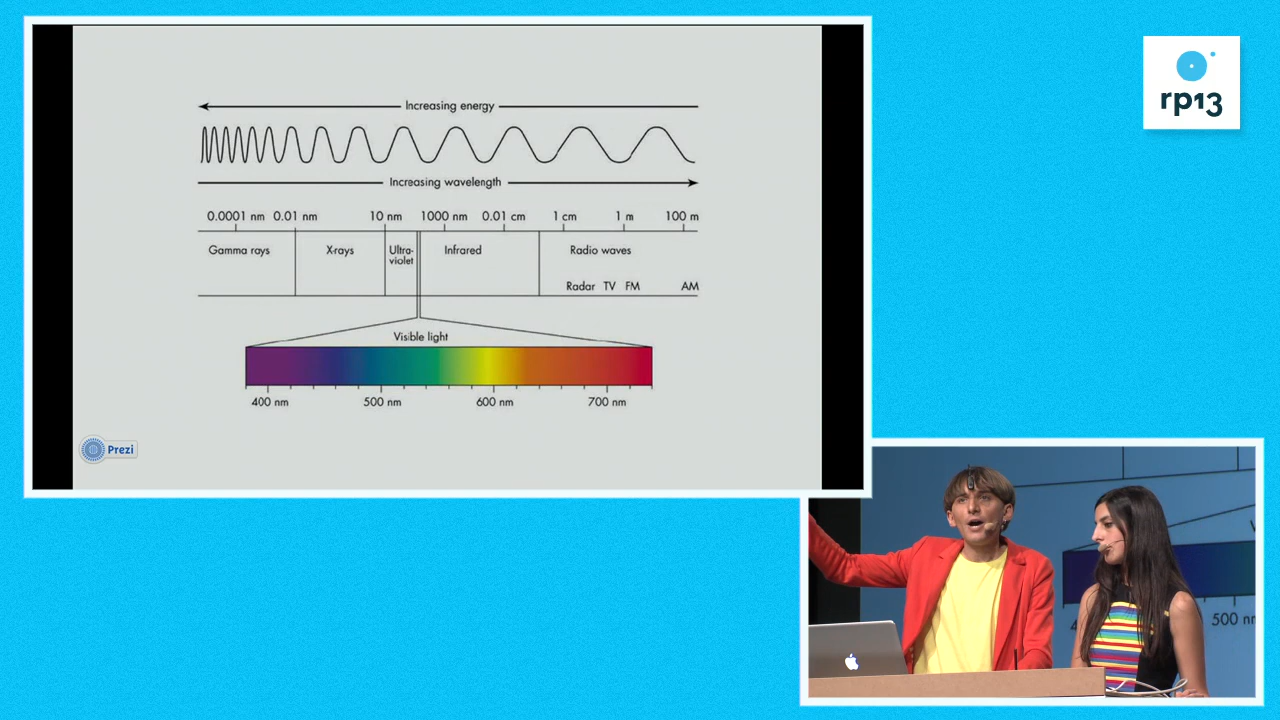 Increasing energy
Increasing wavelength
0.0001 nm 0.01 nm 10 nm 1000 nm 0.01 cm 1 cm 1 m 100 m
Gamma rays X-rays Ultra- Infrared Radio waves
violet
Radar TV FM AM
Visible light
400 nm 500 nm 600 nm 700 nm
Prezi
rp13
500 nm